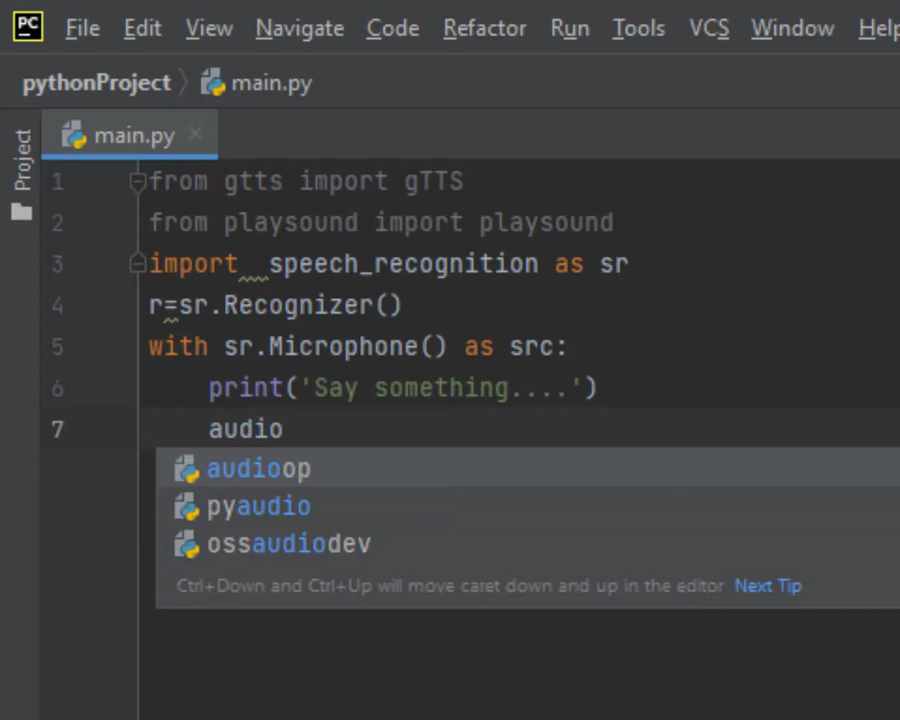 PC File Edit View Navigate Code Refactor Run Tools VCS Window Help
pythonProject main.py
Project
main.py
1 from gtts import gTTS
2 from playsound import playsound
3 import  speech_recognition as sr
4 r=sr.Recognizer()
5 with sr.Microphone() as src:
6     print('Say something....')
7     audio
audioop
pyaudio
ossaudiodev
Ctrl+Down and Ctrl+Up will move caret down and up in the editor Next Tip